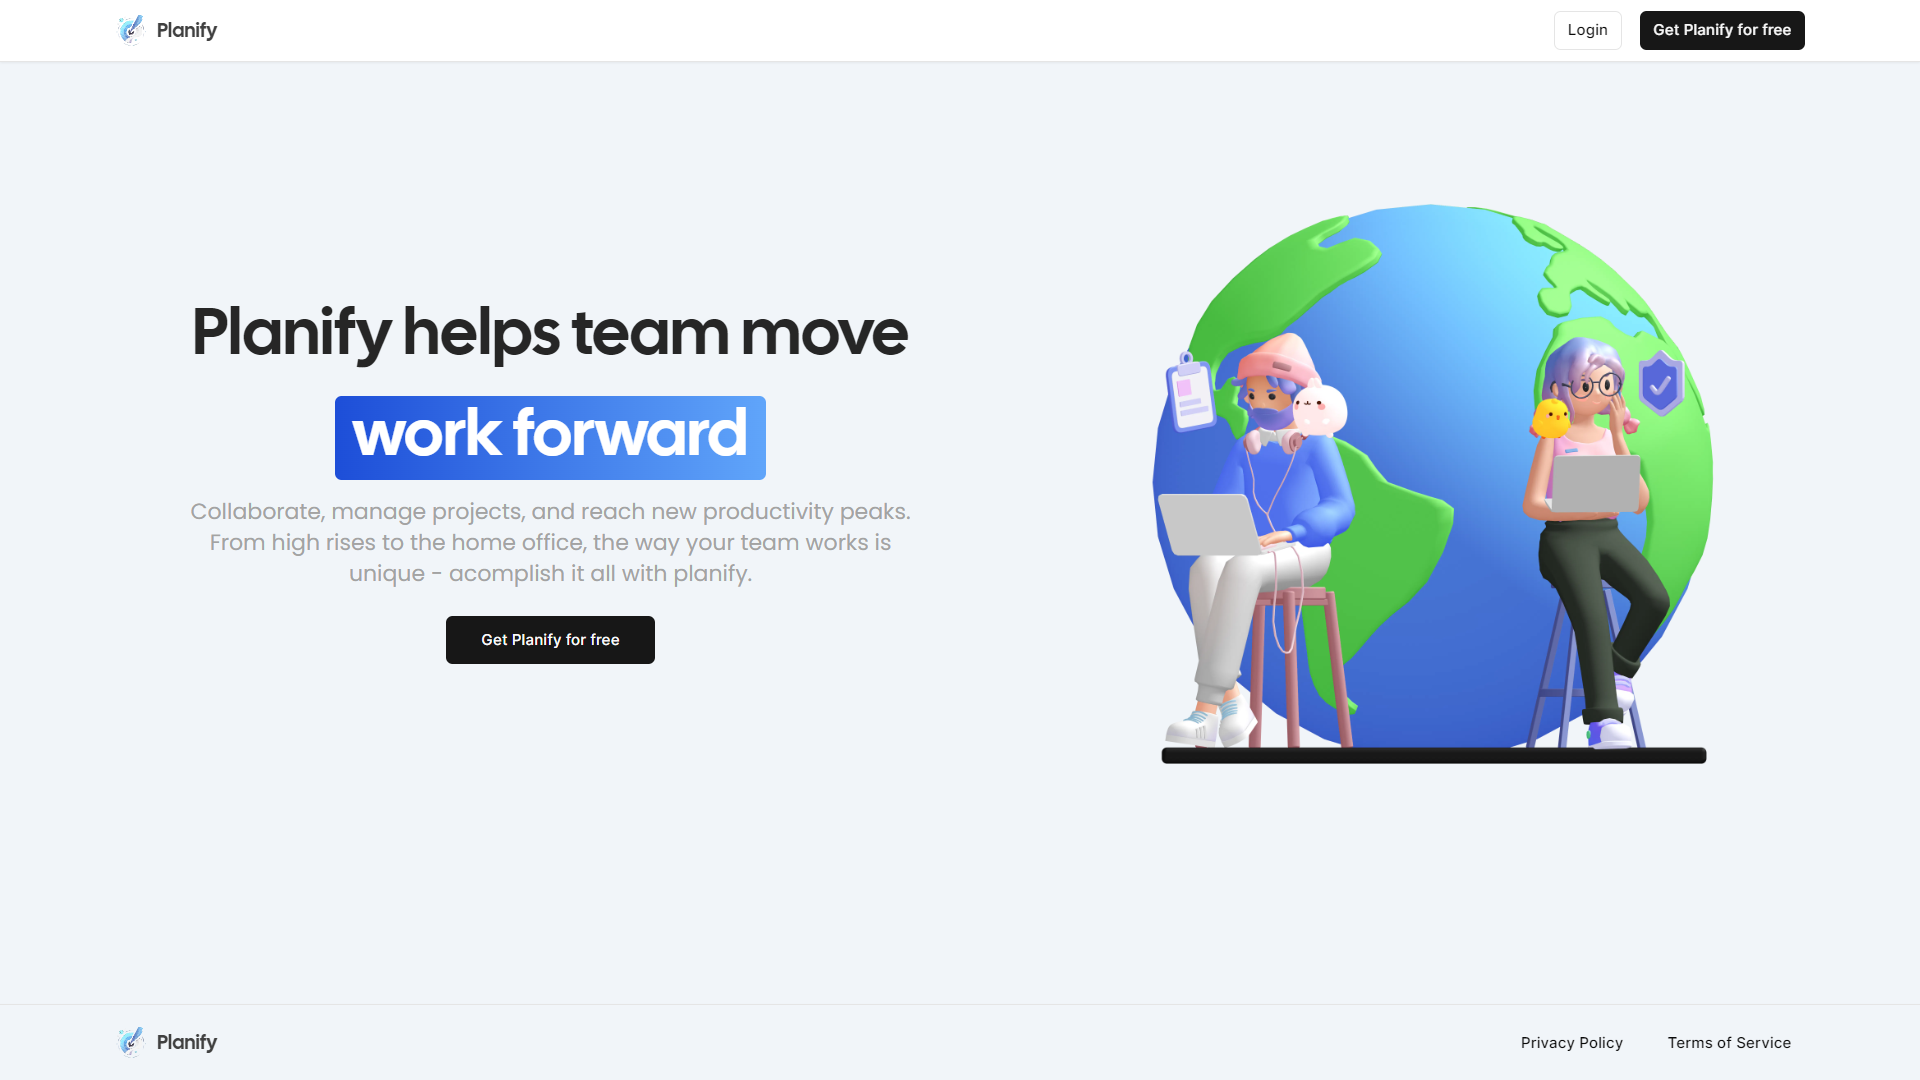 Planify
Login
Get Planify for free
Planify helps team move
work forward
Collaborate, manage projects, and reach new productivity peaks.
From high rises to the home office, the way your team works is
unique - acomplish it all with planify.
Get Planify for free
Planify
Privacy Policy
Terms of Service